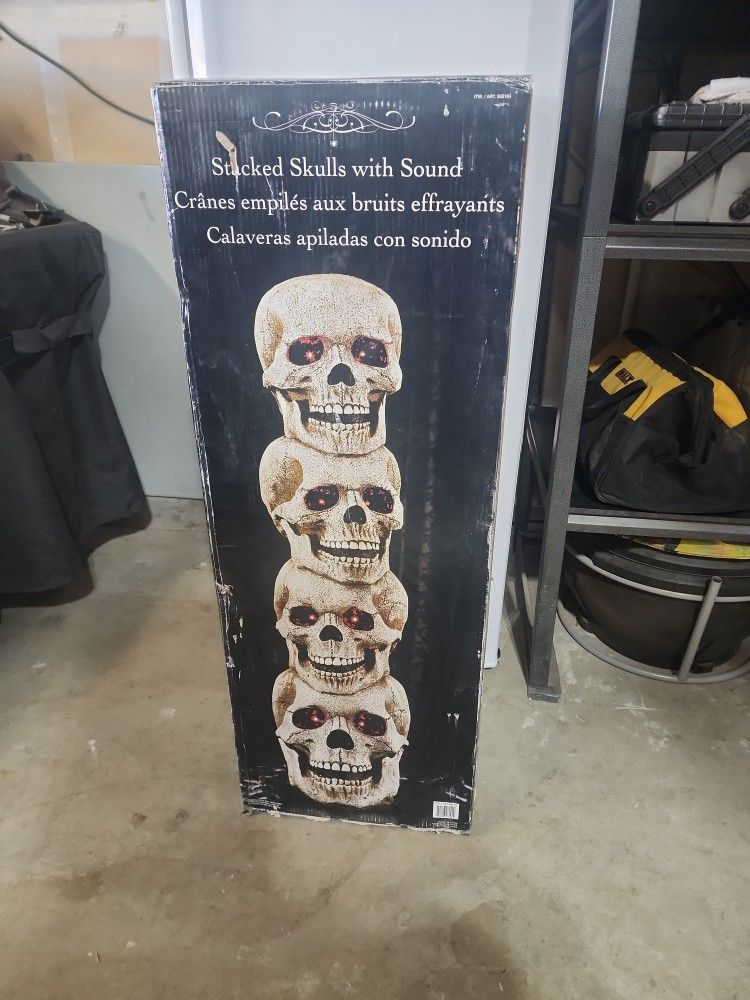 Stacked Skulls with Sound
Crânes empilés aux bruits effrayants
Calaveras apiladas con sonido